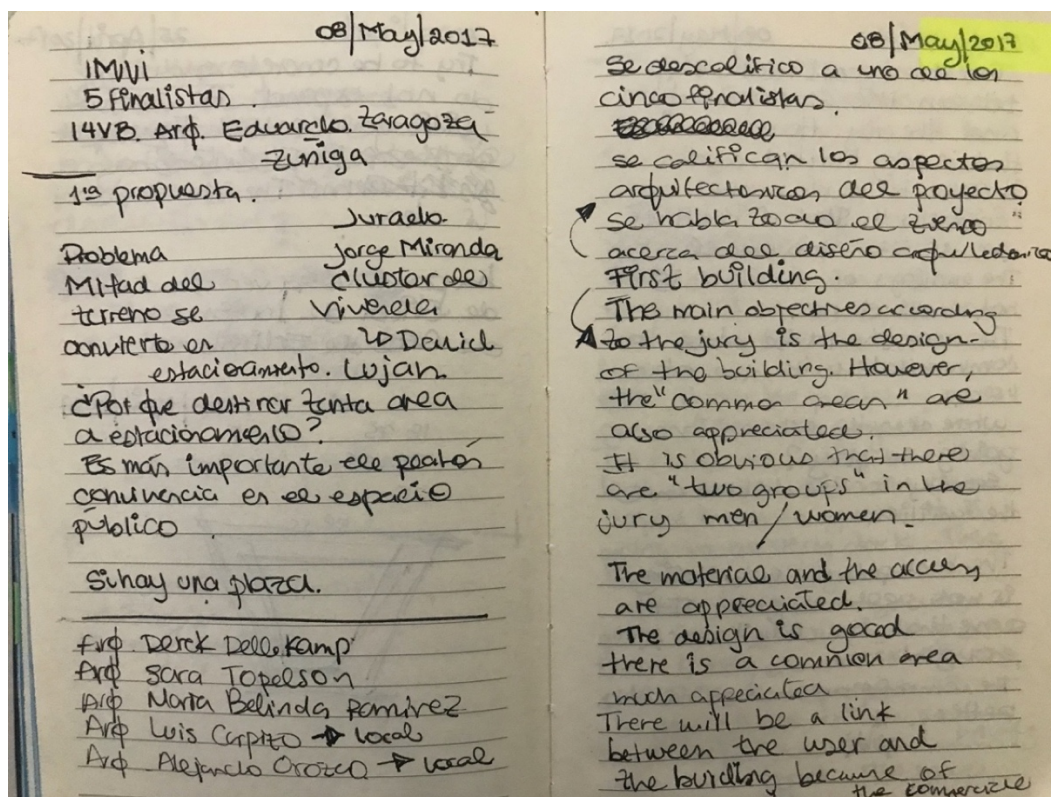 08|May|2017
IMVi
5 finalistas.
14VB. Arq. Eduardo. Zaragoza
Zuñiga
1ra propuesta.
Jurado.
Problema
Jorge Miranda
Mitad del
Cluster de
terreno se
Vivienda
convierte en
Daniel
estacionamiento. Lujan.
¿Por que destinar tanta area
a estacionamiento?
Es más importante el peatón
convivencia en el espacio
público
Si hay una plaza.
Arq Derek Dellekamp
Arq Sara Topelson
Arq Maria Belinda Ramirez
Arq Luis Carpizo → local
Arq Alejandro Orozco → local
08|May|2017
Se descalifico a uno de los
cinco finalistas.
se califican los aspectos
arquitectonicos del proyecto
se habla todo el tiempo
acerca del diseño arquitectonico
First building.
The main objectives according
to the jury is the design
of the building. However,
the "common areas" are
also appreciated.
It is obvious that there
are "two groups" in the
jury men / women.
The material and the access
are appreciated.
The design is good
there is a common area
much appeciated
There will be a link
between the user and
the building because of
the commercial